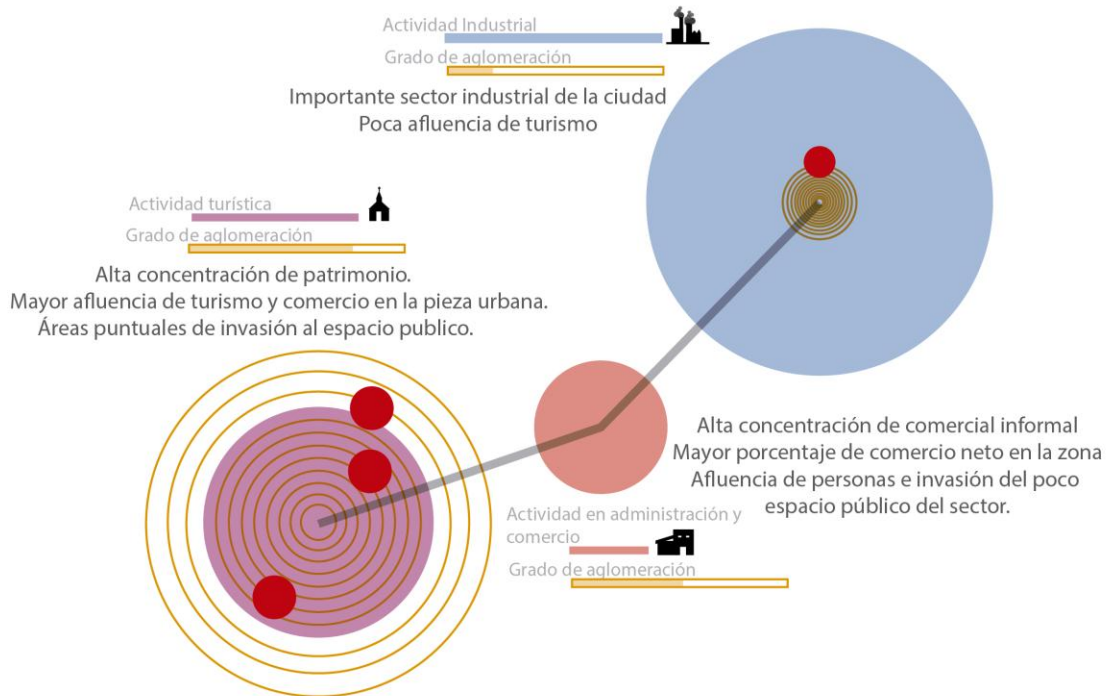 Actividad Industrial
Grado de aglomeración
Importante sector industrial de la ciudad
Poca afluencia de turismo
Actividad turística
Grado de aglomeración
Alta concentración de patrimonio.
Mayor afluencia de turismo y comercio en la pieza urbana.
Áreas puntuales de invasión al espacio publico.
Alta concentración de comercial informal
Mayor porcentaje de comercio neto en la zona
Afluencia de personas e invasión del poco
espacio público del sector.
Actividad en administración y
comercio
Grado de aglomeración